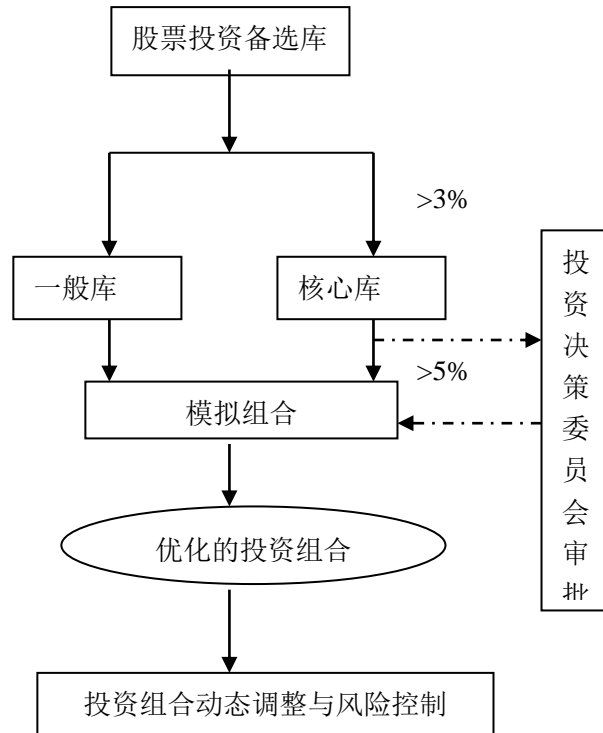 股票投资备选库
>3%
一般库
核心库
>5%
模拟组合
投资决策委员会审批
优化的投资组合
投资组合动态调整与风险控制